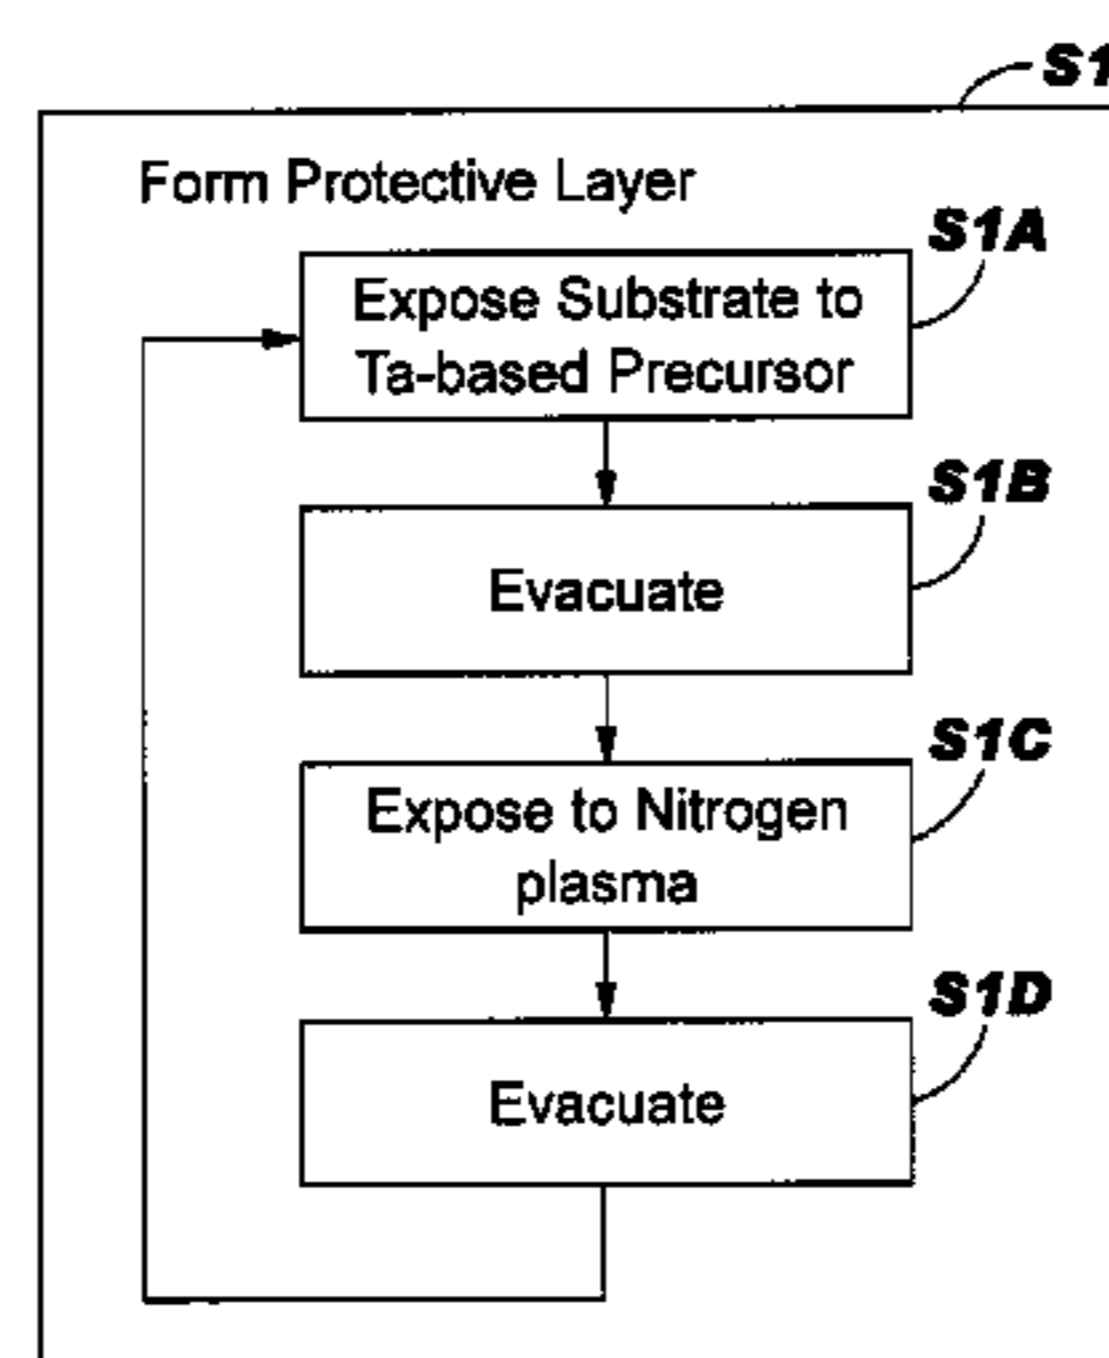 S1
Form Protective Layer
S1A
Expose Substrate to
Ta-based Precursor
S1B
Evacuate
S1C
Expose to Nitrogen
plasma
S1D
Evacuate